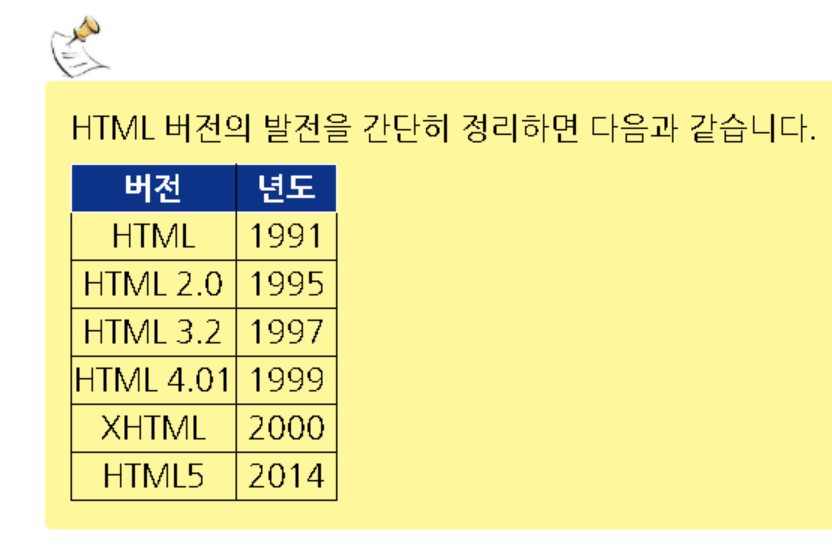 HTML 버전의 발전을 간단히 정리하면 다음과 같습니다.
버전 년도
HTML 1991
HTML 2.0 1995
HTML 3.2 1997
HTML 4.01 1999
XHTML 2000
HTML5 2014